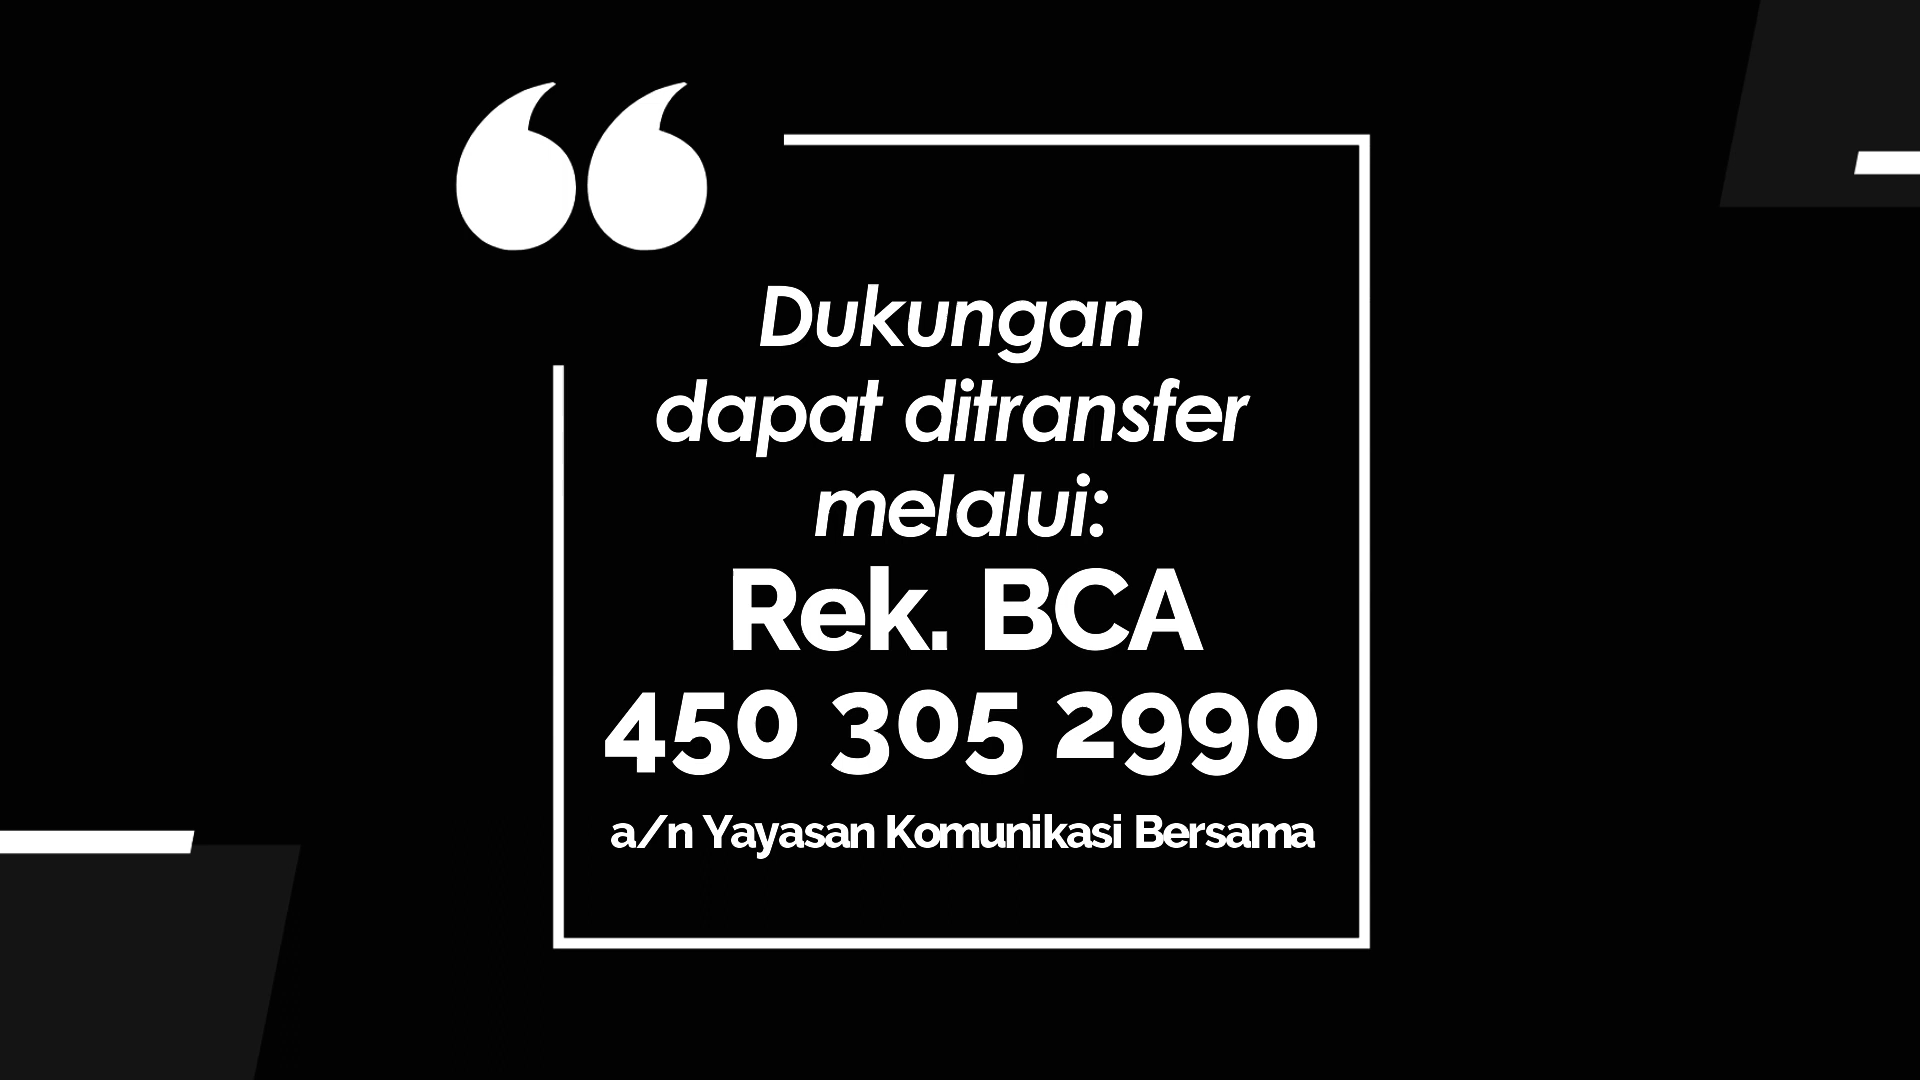 Dukungan
dapat ditransfer
melalui:
Rek. BCA
450 305 2990
a/n Yayasan Komunikasi Bersama